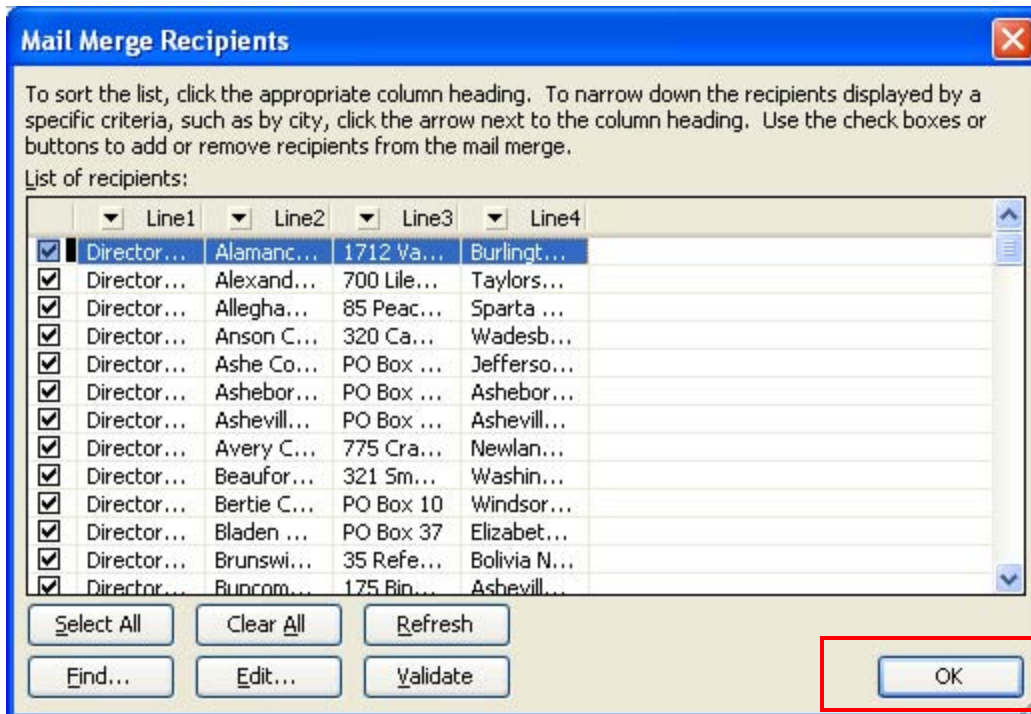 Mail Merge Recipients
To sort the list, click the appropriate column heading. To narrow down the recipients displayed by a
specific criteria, such as by city, click the arrow next to the column heading. Use the check boxes or
buttons to add or remove recipients from the mail merge.
List of recipients:
Line1 Line2 Line3 Line4
Director... Alamanc... 1712 Va... Burlingt...
Director... Alexand... 700 Lile... Taylors...
Director... Allegha... 85 Peac... Sparta ...
Director... Anson C... 320 Ca... Wadesb...
Director... Ashe Co... PO Box ... Jefferso...
Director... Ashebor... PO Box ... Ashebor...
Director... Ashevill... PO Box ... Ashevill...
Director... Avery C... 775 Cra... Newlan...
Director... Beaufor... 321 Sm... Washin...
Director... Bertie C... PO Box 10 Windsor...
Director... Bladen ... PO Box 37 Elizabet...
Director... Brunswi... 35 Refe... Bolivia N...
Director... Buncom... 175 Bin... Ashevill...
Select All Clear All Refresh
Find... Edit... Validate OK